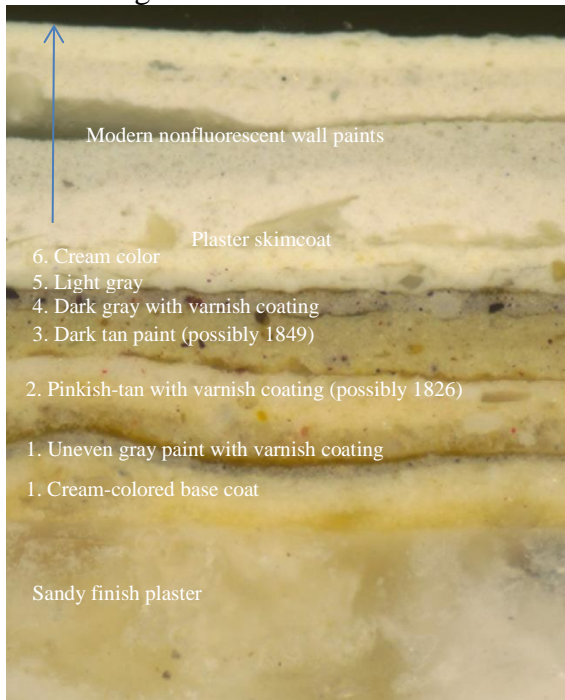 Modern nonfluorescent wall paints
Plaster skimcoat
6. Cream color
5. Light gray
4. Dark gray with varnish coating
3. Dark tan paint (possibly 1849)
2. Pinkish-tan with varnish coating (possibly 1826)
1. Uneven gray paint with varnish coating
1. Cream-colored base coat
Sandy finish plaster